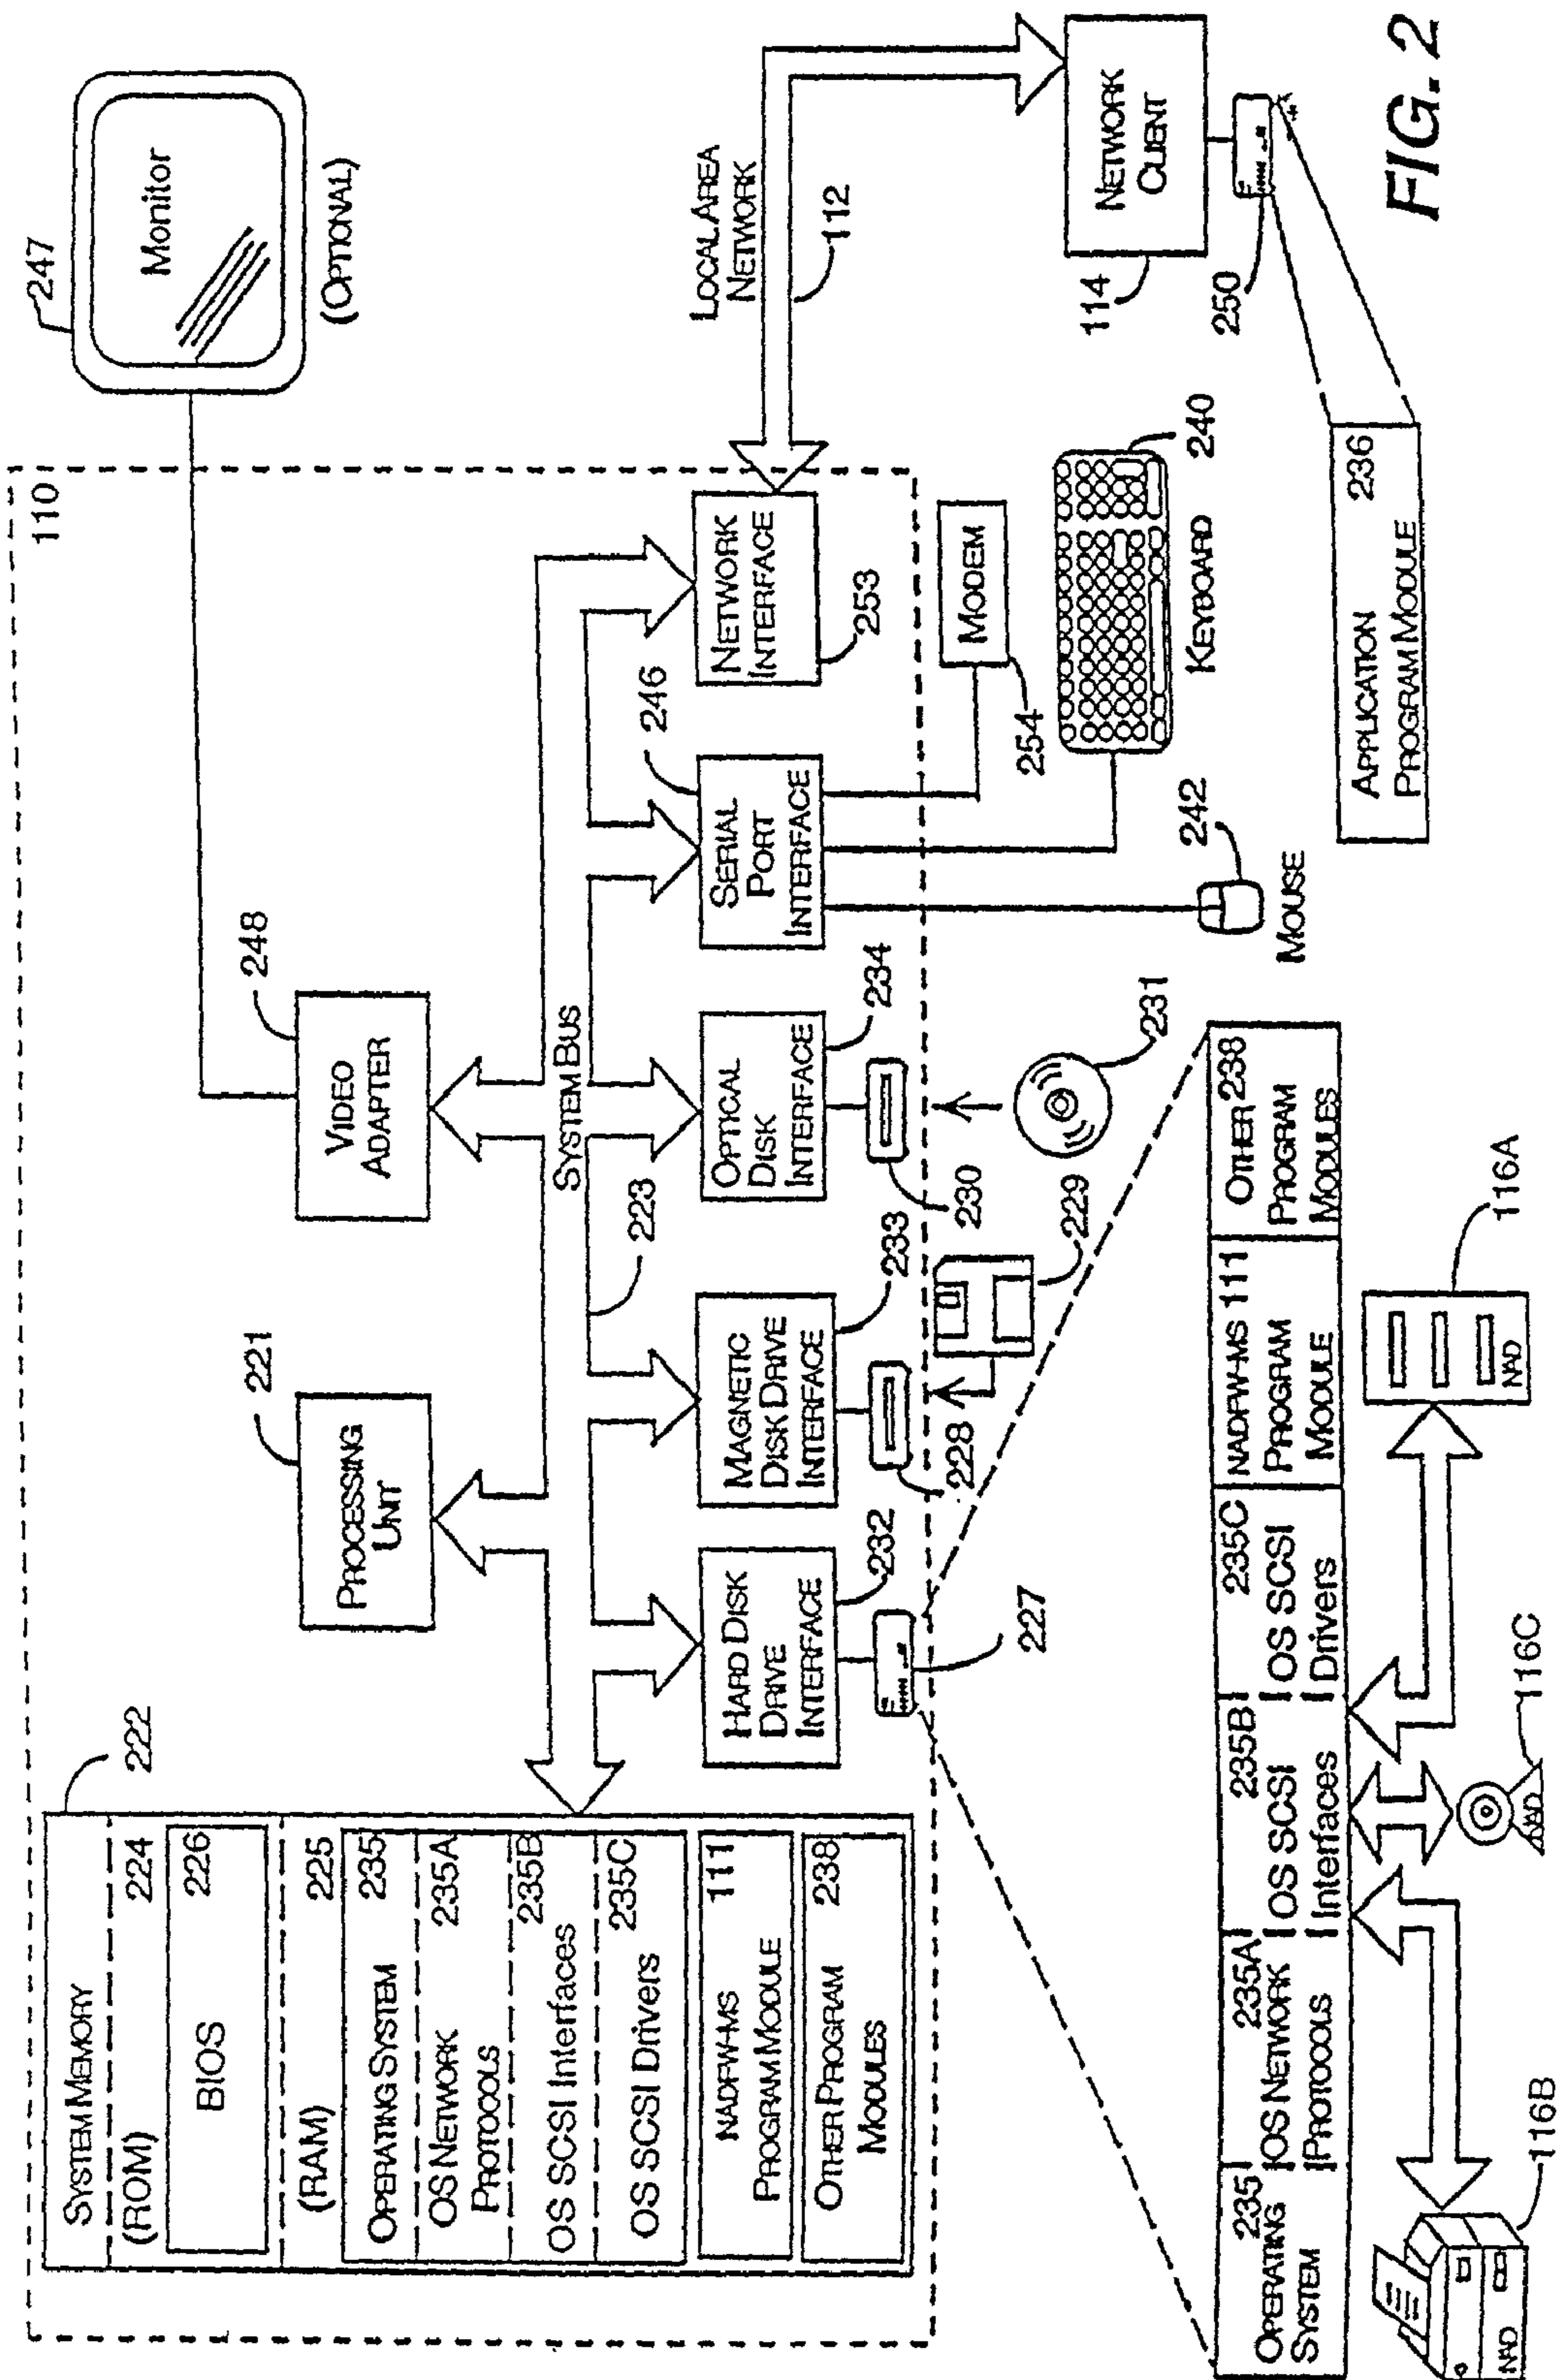 110
SYSTEM MEMORY
222
(ROM) 224
BIOS 226
(RAM) 225
OPERATING SYSTEM 235
OS NETWORK 235A
PROTOCOLS
OS SCSI Interfaces 235B
OS SCSI Drivers 235C
NADFW-MS 111
PROGRAM MODULE
OTHER PROGRAM 238
MODULES
PROCESSING
UNIT
221
VIDEO
ADAPTER
248
247
Monitor
(OPTIONAL)
SYSTEM BUS
223
HARD DISK
DRIVE
INTERFACE
232
MAGNETIC
DISK DRIVE
INTERFACE
233
OPTICAL
DISK
INTERFACE
234
SERIAL
PORT
INTERFACE
246
NETWORK
INTERFACE
253
LOCAL AREA
NETWORK
112
227
228
229
230
231
MODEM
254
240
KEYBOARD
242
MOUSE
NETWORK
CLIENT
114
250
APPLICATION 236
PROGRAM MODULE
235
OPERATING
SYSTEM
235A
OS NETWORK
PROTOCOLS
235B
OS SCSI
Interfaces
235C
OS SCSI
Drivers
NADFW-MS 111
PROGRAM
MODULE
OTHER 238
PROGRAM
MODULES
NAD
116B
NAD
116C
NAD
116A
FIG. 2